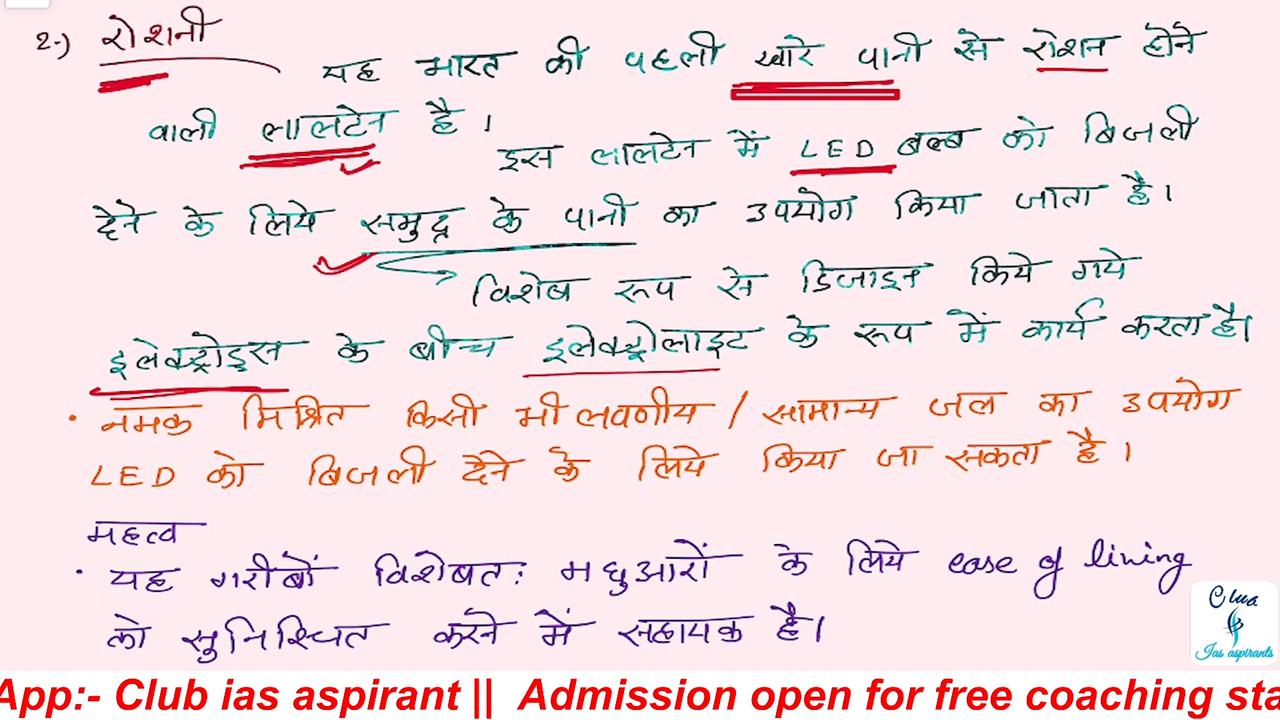 2-) रोशनी
यह भारत की पहली खारे पानी से रोशन होने
वाली लालटेन है।
इस लालटेन में LED बल्ब को बिजली
देने के लिये समुद्र के पानी का उपयोग किया जाता है।
विशेष रूप से डिजाइन किये गये
इलेक्ट्रोड्स के बीच इलेक्ट्रोलाइट के रूप में कार्य करता है।
• नमक मिश्रित किसी भी लवणीय / सामान्य जल का उपयोग
LED को बिजली देने के लिये किया जा सकता है।
महत्व
• यह गरीबों विशेषतः मछुआरों के लिये ease of lining
को सुनिश्चित करने में सहायक है।
Club
Ias aspirants
App:- Club ias aspirant || Admission open for free coaching sta